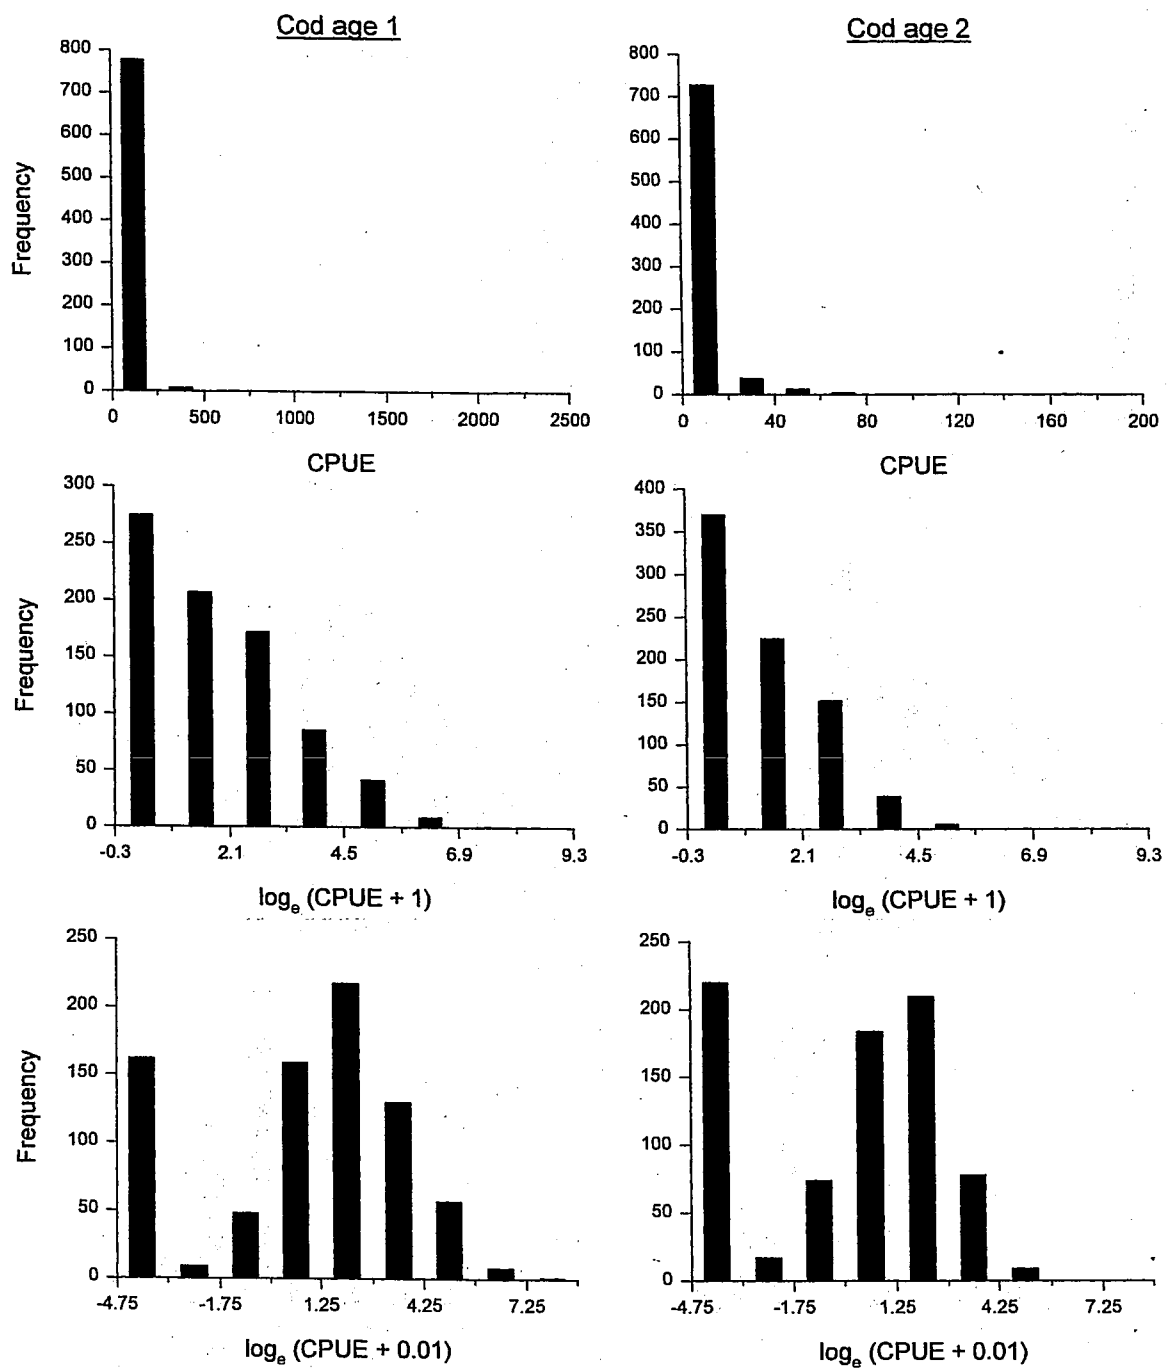 Cod age 1
Cod age 2
800
700
600
500
400
300
200
100
0
Frequency
0 500 1000 1500 2000 2500
CPUE
800
700
600
500
400
300
200
100
0
0 40 80 120 160 200
CPUE
300
250
200
150
100
50
0
Frequency
-0.3 2.1 4.5 6.9 9.3
logₑ (CPUE + 1)
400
350
300
250
200
150
100
50
0
-0.3 2.1 4.5 6.9 9.3
logₑ (CPUE + 1)
250
200
150
100
50
0
Frequency
-4.75 -1.75 1.25 4.25 7.25
logₑ (CPUE + 0.01)
250
200
150
100
50
0
-4.75 -1.75 1.25 4.25 7.25
logₑ (CPUE + 0.01)